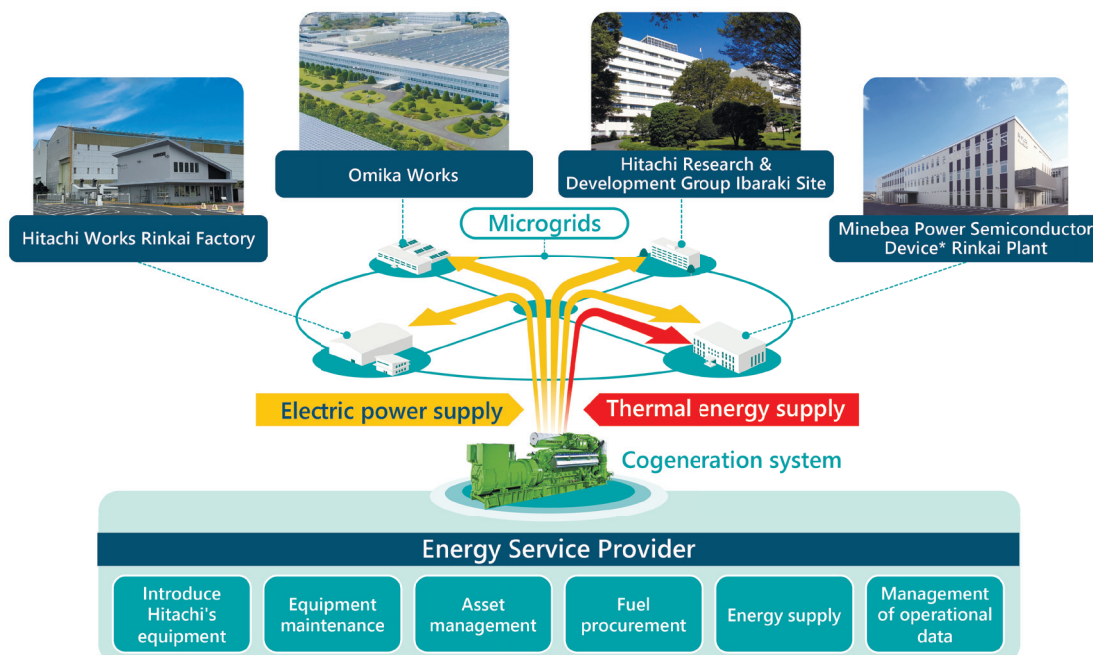 Omika Works
Hitachi Research &
Development Group Ibaraki Site
Hitachi Works Rinkai Factory
Minebea Power Semiconductor
Device* Rinkai Plant
Microgrids
Electric power supply
Thermal energy supply
Cogeneration system
Energy Service Provider
Introduce
Hitachi's
equipment
Equipment
maintenance
Asset
management
Fuel
procurement
Energy supply
Management
of operational
data